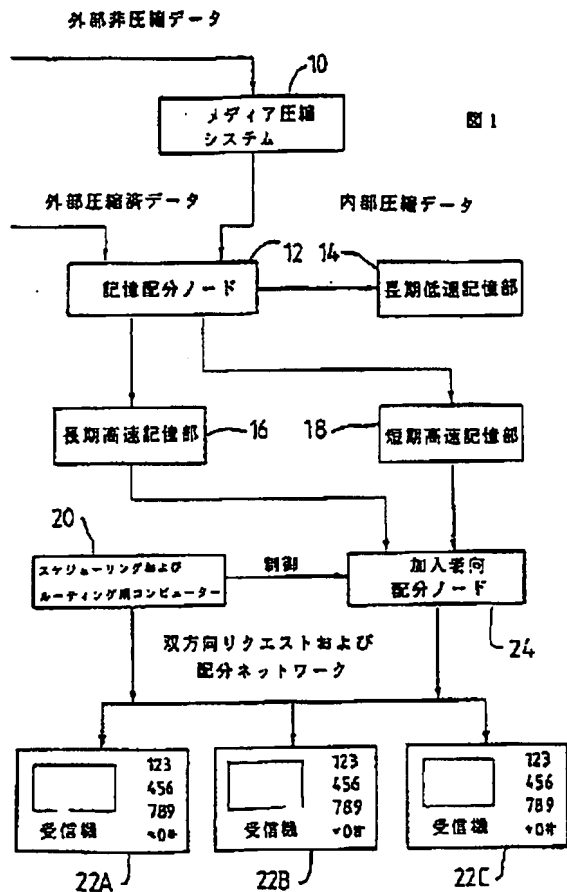 外部非圧縮データ
10
メディア圧縮
システム
図1
外部圧縮済データ
内部圧縮データ
12
14
記憶配分ノード
長期低速記憶部
長期高速記憶部
16
18
短期高速記憶部
20
スケジューリングおよび
ルーティング用コンピューター
制御
加入者向
配分ノード
24
双方向リクエストおよび
配分ネットワーク
123
456
789
*0#
受信機
123
456
789
*0#
受信機
123
456
789
*0#
受信機
22A
22B
22C